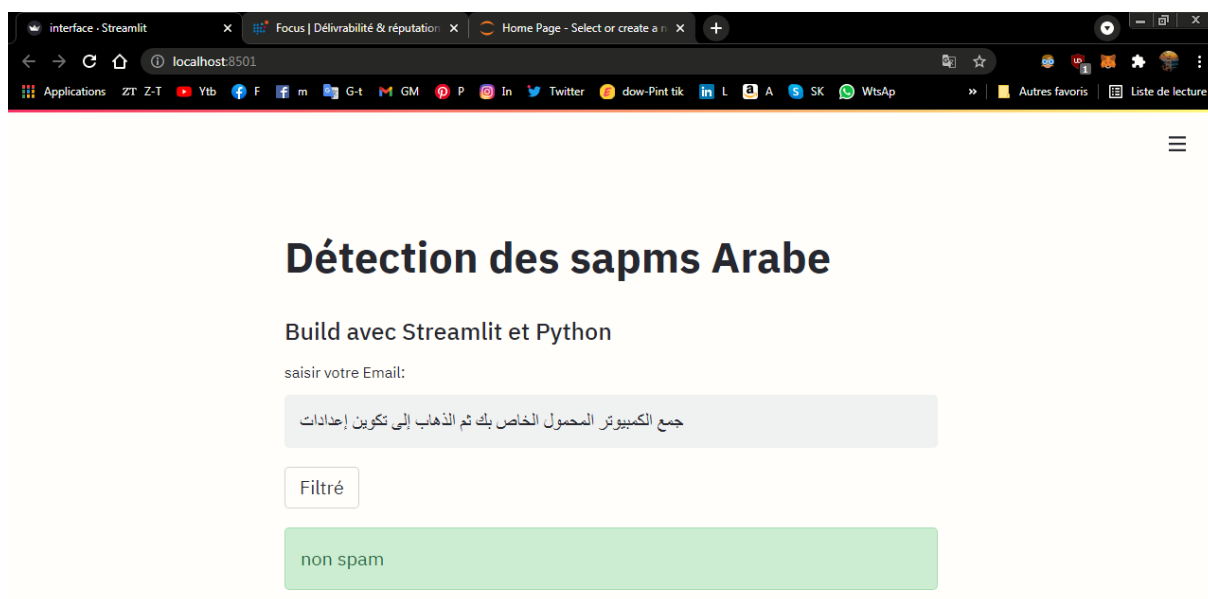 interface · Streamlit
Focus | Délivrabilité & réputation
Home Page - Select or create a n
localhost:8501
Applications ZT Z-T Ytb F m G-t GM P In Twitter dow-Pint tik L A SK WtsAp » Autres favoris Liste de lecture
Détection des sapms Arabe
Build avec Streamlit et Python
saisir votre Email:
جمع الكمبيوتر المحمول الخاص بك ثم الذهاب إلى تكوين إعدادات
Filtré
non spam